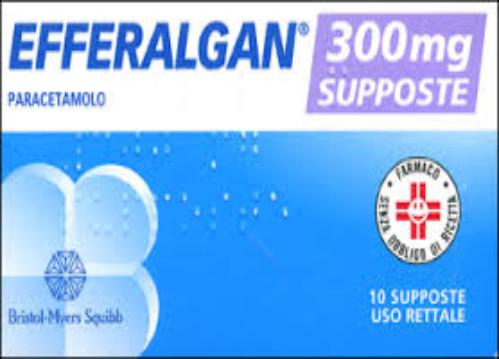 EFFERALGAN®
300mg
SUPPOSTE
PARACETAMOLO
FARMACO
SENZA OBBLIGO DI RICETTA
Bristol-Myers Squibb
10 SUPPOSTE
USO RETTALE